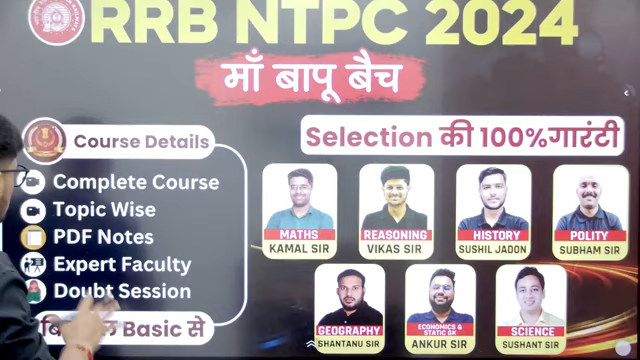 RRB NTPC 2024
माँ बापू बैच
Course Details
Selection की 100%गारंटी
Complete Course
Topic Wise
PDF Notes
Expert Faculty
Doubt Session
Basic से
MATHS
KAMAL SIR
REASONING
VIKAS SIR
HISTORY
SUSHIL JADON
POLITY
SUBHAM SIR
GEOGRAPHY
SHANTANU SIR
ECONOMICS &
STATIC GK
ANKUR SIR
SCIENCE
SUSHANT SIR